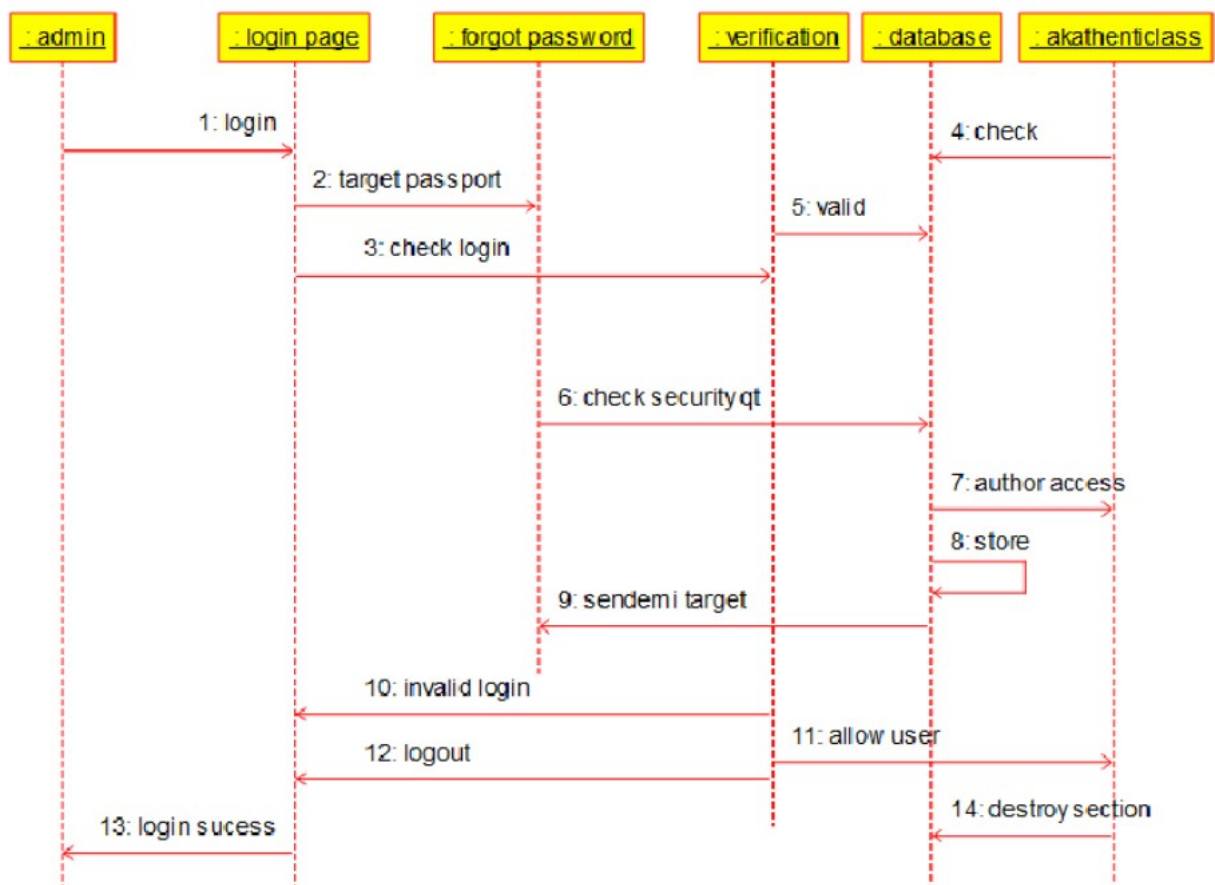 : admin
: login page
: forgot password
: verification
: database
: akathenticlass
1: login
4: check
2: target passport
5: valid
3: check login
6: check security qt
7: author access
8: store
9: sendemi target
10: invalid login
11: allow user
12: logout
14: destroy section
13: login sucess